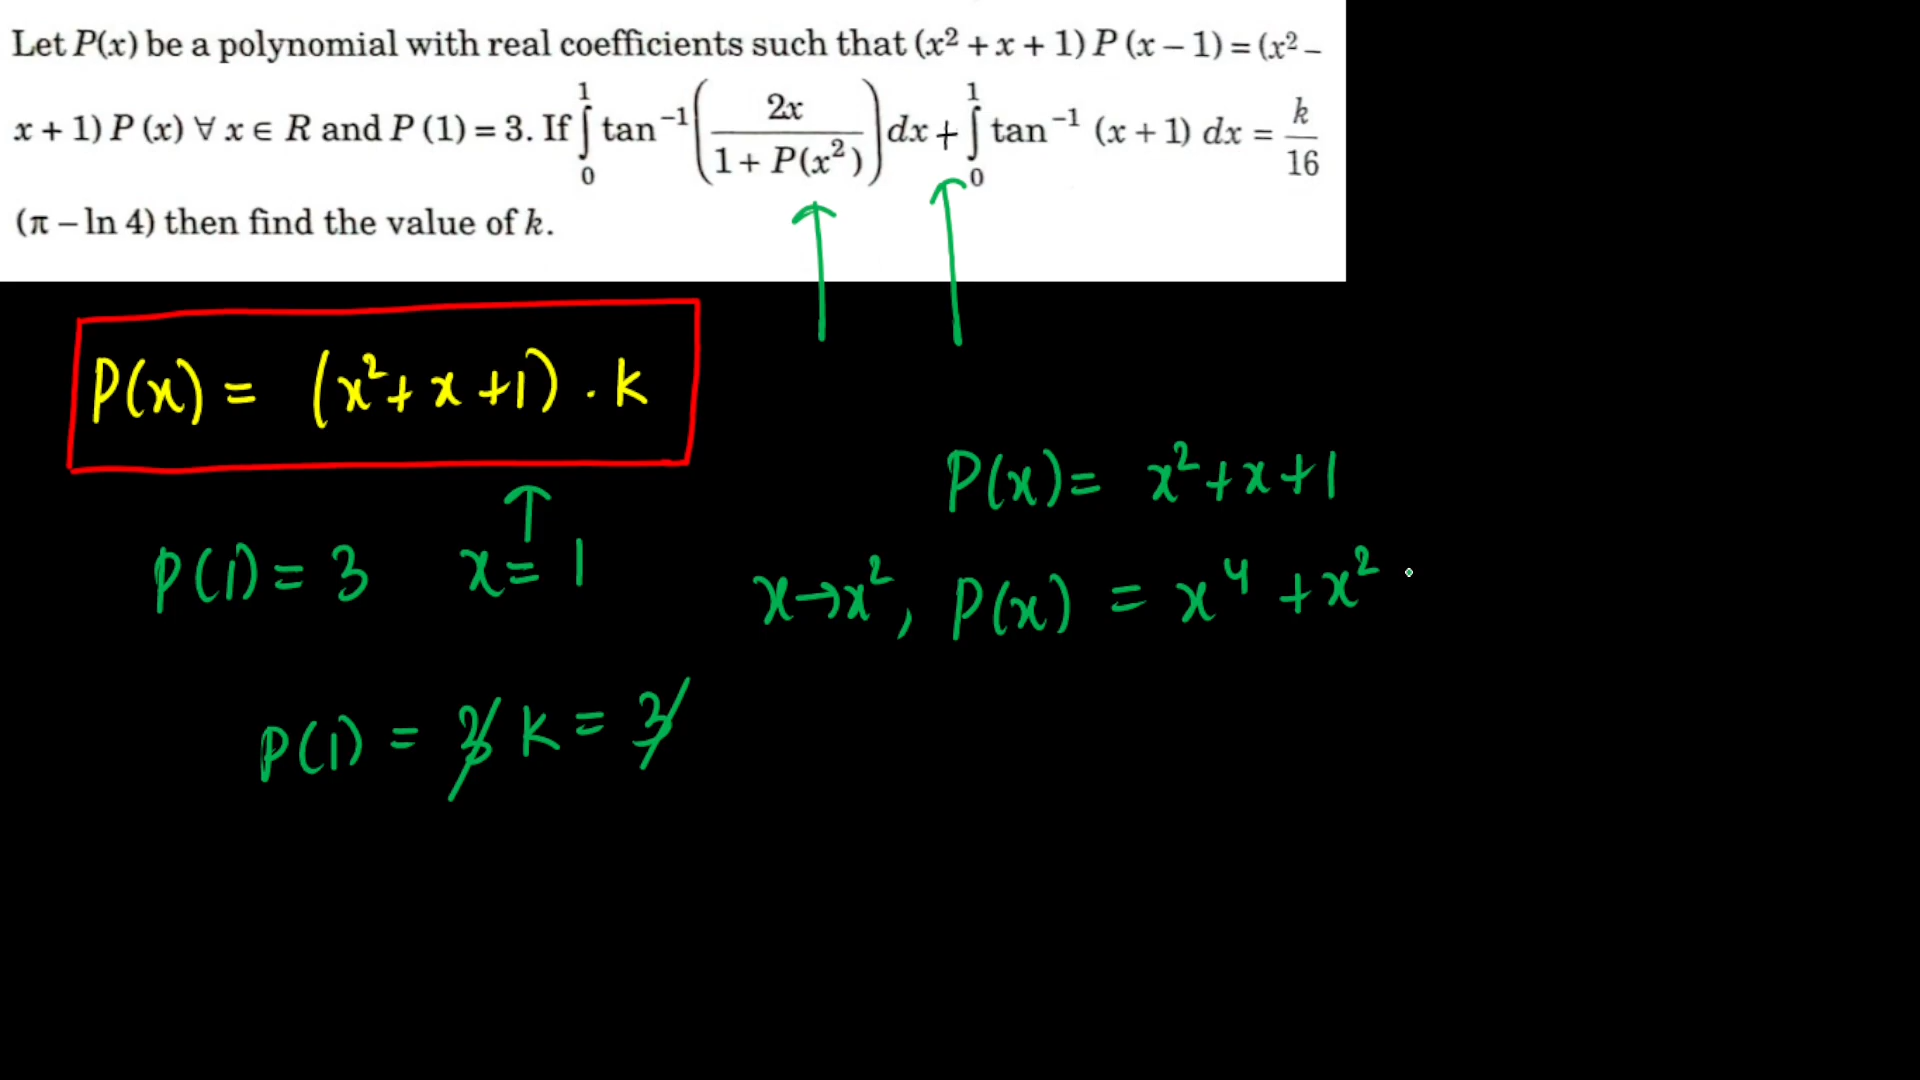 Let P(x) be a polynomial with real coefficients such that (x² + x + 1) P (x – 1) = (x² –
x + 1) P (x) ∀ x ∈ R and P (1) = 3. If ∫₀¹ tan⁻¹ (2x / (1 + P(x²))) dx + ∫₀¹ tan⁻¹ (x + 1) dx = k/16
(π – ln 4) then find the value of k.
P(x) = (x² + x + 1) . k
P(x) = x² + x + 1
P(1) = 3 x = 1
x → x², P(x) = x⁴ + x²
P(1) = 3 k = 3